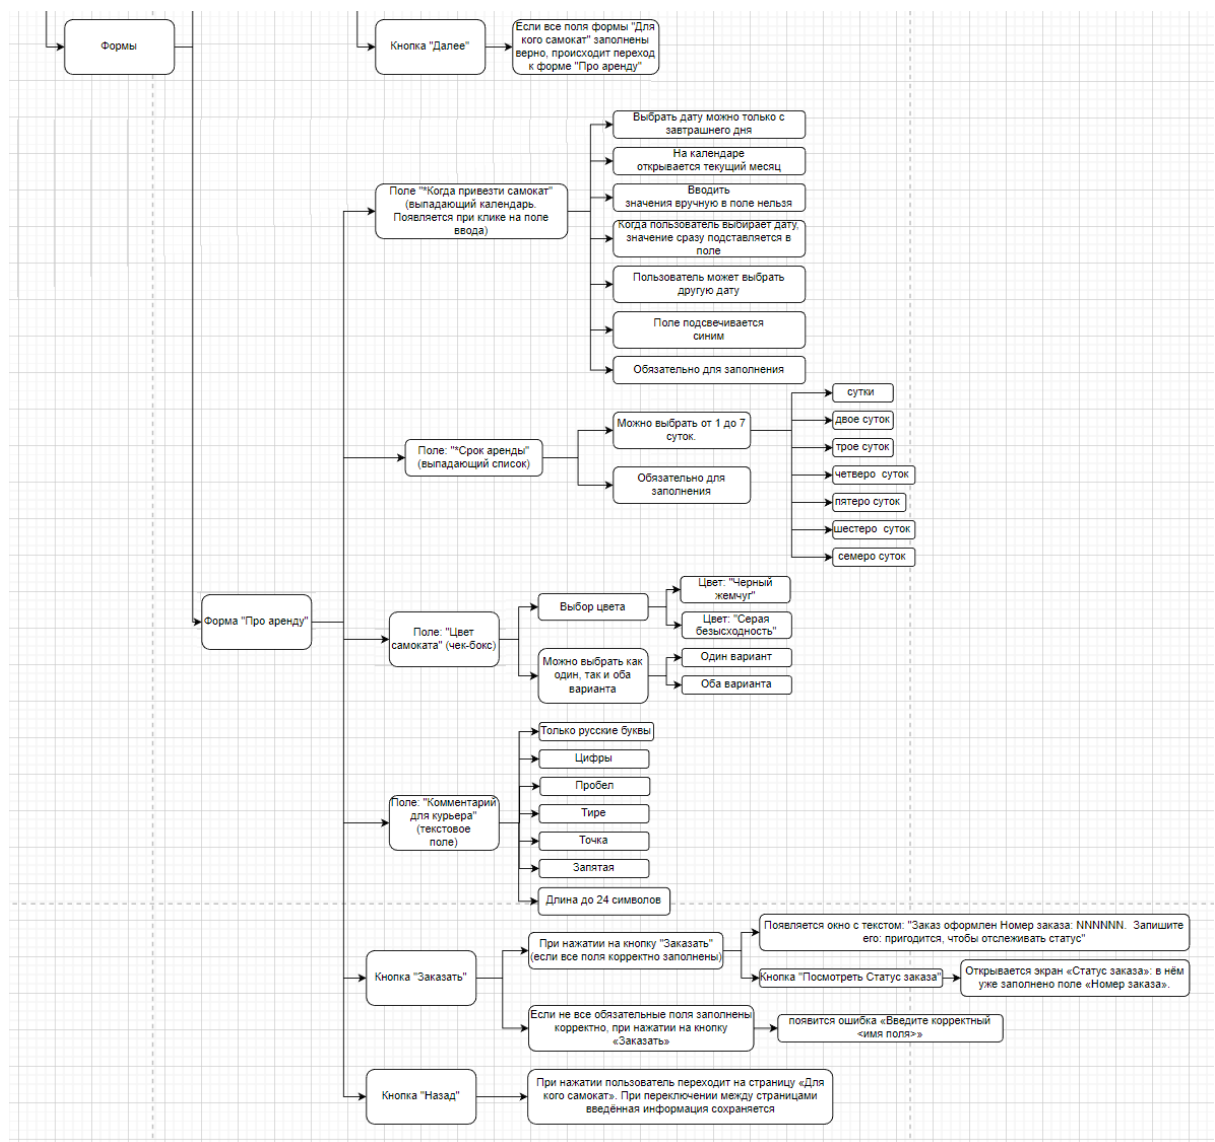 Формы
Кнопка "Далее"
Если все поля формы "Для
кого самокат" заполнены
верно, происходит переход
к форме "Про аренду"
Поле "*Когда привезти самокат"
(выпадающий календарь.
Появляется при клике на поле
ввода)
Выбрать дату можно только с
завтрашнего дня
На календаре
открывается текущий месяц
Вводить
значения вручную в поле нельзя
Когда пользователь выбирает дату,
значение сразу подставляется в
поле
Пользователь может выбрать
другую дату
Поле подсвечивается
синим
Обязательно для заполнения
Поле: "*Срок аренды"
(выпадающий список)
Можно выбрать от 1 до 7
суток.
сутки
двое суток
трое суток
четверо суток
пятеро суток
шестеро суток
семеро суток
Обязательно для
заполнения
Форма "Про аренду"
Поле: "Цвет
самоката" (чек-бокс)
Выбор цвета
Цвет: "Черный
жемчуг"
Цвет: "Серая
безысходность"
Можно выбрать как
один, так и оба
варианта
Один вариант
Оба варианта
Поле: "Комментарий
для курьера"
(текстовое
поле)
Только русские буквы
Цифры
Пробел
Тире
Точка
Запятая
Длина до 24 символов
Кнопка "Заказать"
При нажатии на кнопку "Заказать"
(если все поля корректно заполнены)
Появляется окно с текстом: "Заказ оформлен Номер заказа: NNNNNN. Запишите
его: пригодится, чтобы отслеживать статус"
Кнопка "Посмотреть Статус заказа"
Открывается экран «Статус заказа»: в нём
уже заполнено поле «Номер заказа».
Если не все обязательные поля заполнены
корректно, при нажатии на кнопку
«Заказать»
появится ошибка «Введите корректный
<имя поля>»
Кнопка "Назад"
При нажатии пользователь переходит на страницу «Для
кого самокат». При переключении между страницами
введённая информация сохраняется